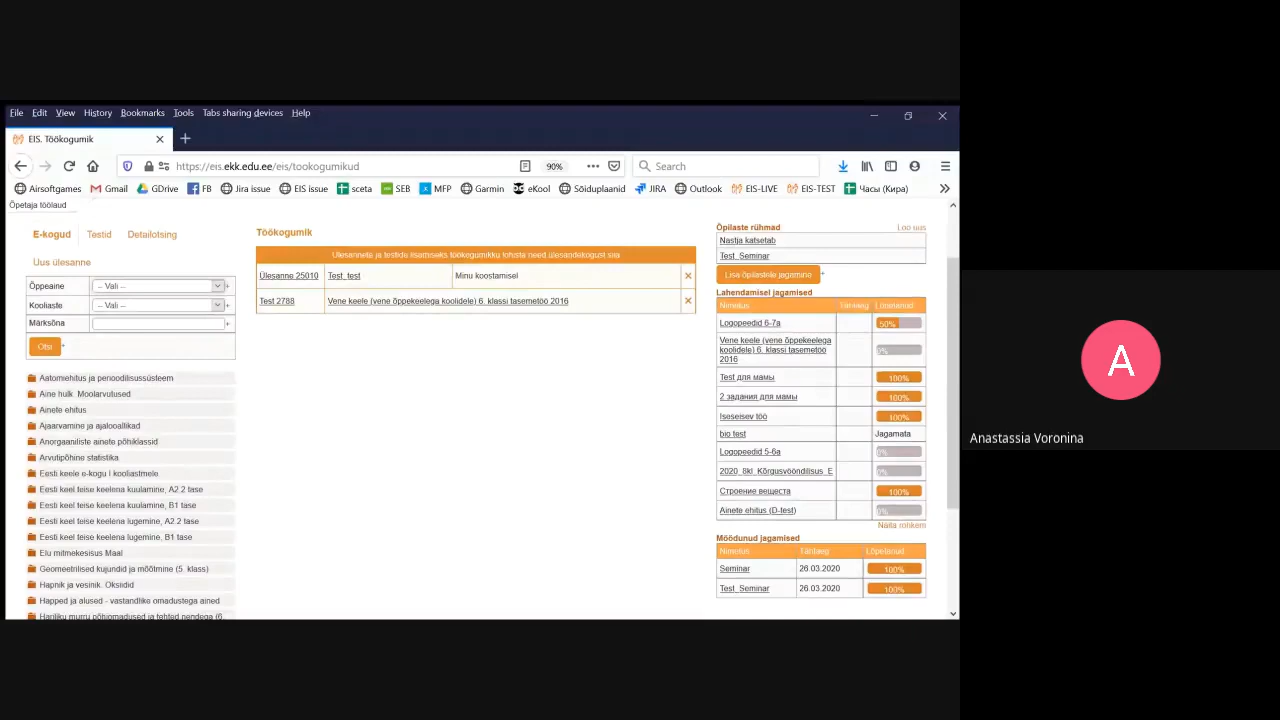 File Edit View History Bookmarks Tools Tabs sharing devices Help
EIS. Töökogumik
https://eis.ekk.edu.ee/eis/tookogumikud 90% Search
Airsoftgames Gmail GDrive FB Jira issue EIS issue sceta SEB MFP Garmin eKool Sõiduplaanid JIRA Outlook EIS-LIVE EIS-TEST Часы (Кира)
Õpetaja töölaud
E-kogud Testid Detailotsing
Uus ülesanne
Õppeaine -- Vali --
Kooliaste -- Vali --
Märksõna
Otsi
Aatomiehitus ja perioodilisussüsteem
Aine hulk. Moolarvutused
Ainete ehitus
Ajaarvamine ja ajalooallikad
Anorgaaniliste ainete põhiklassid
Arvutipõhine statistika
Eesti keele e-kogu I kooliastmele
Eesti keel teise keelena kuulamine, A2.2 tase
Eesti keel teise keelena kuulamine, B1 tase
Eesti keel teise keelena lugemine, A2.2 tase
Eesti keel teise keelena lugemine, B1 tase
Elu mitmekesisus Maal
Geomeetrilised kujundid ja mõõtmine (5. klass)
Hapnik ja vesinik. Oksiidid
Happed ja alused - vastandlike omadustega ained
Hariliku murru põhiomadused ja tehted nendega (6.
Töökogumik
Ülesannete ja testide lisamiseks töökogumikku lohista need ülesandekogust siia
Ülesanne 25010 Test_test Minu koostamisel
Test 2788 Vene keele (vene õppekeelega koolidele) 6. klassi tasemetöö 2016
Õpilaste rühmad Loo uus
Nastja katsetab
Test_Seminar
Lisa õpilastele jagamine
Lahendamisel jagamised
Nimetus Tähtaeg Lõpetanud
Logopeedid 6-7a 50%
Vene keele (vene õppekeelega
koolidele) 6. klassi tasemetöö 0%
2016
Test для мамы 100%
2 задания для мамы 100%
Iseseisev töö 100%
bio test Jagamata
Logopeedid 5-6a 0%
2020_8kl_Kõrgusvööndilisus_E 0%
Строение вещества 100%
Ainete ehitus (D-test) 0%
Näita rohkem
Möödunud jagamised
Nimetus Tähtaeg Lõpetanud
Seminar 26.03.2020 100%
Test_Seminar 26.03.2020 100%
A
Anastassia Voronina